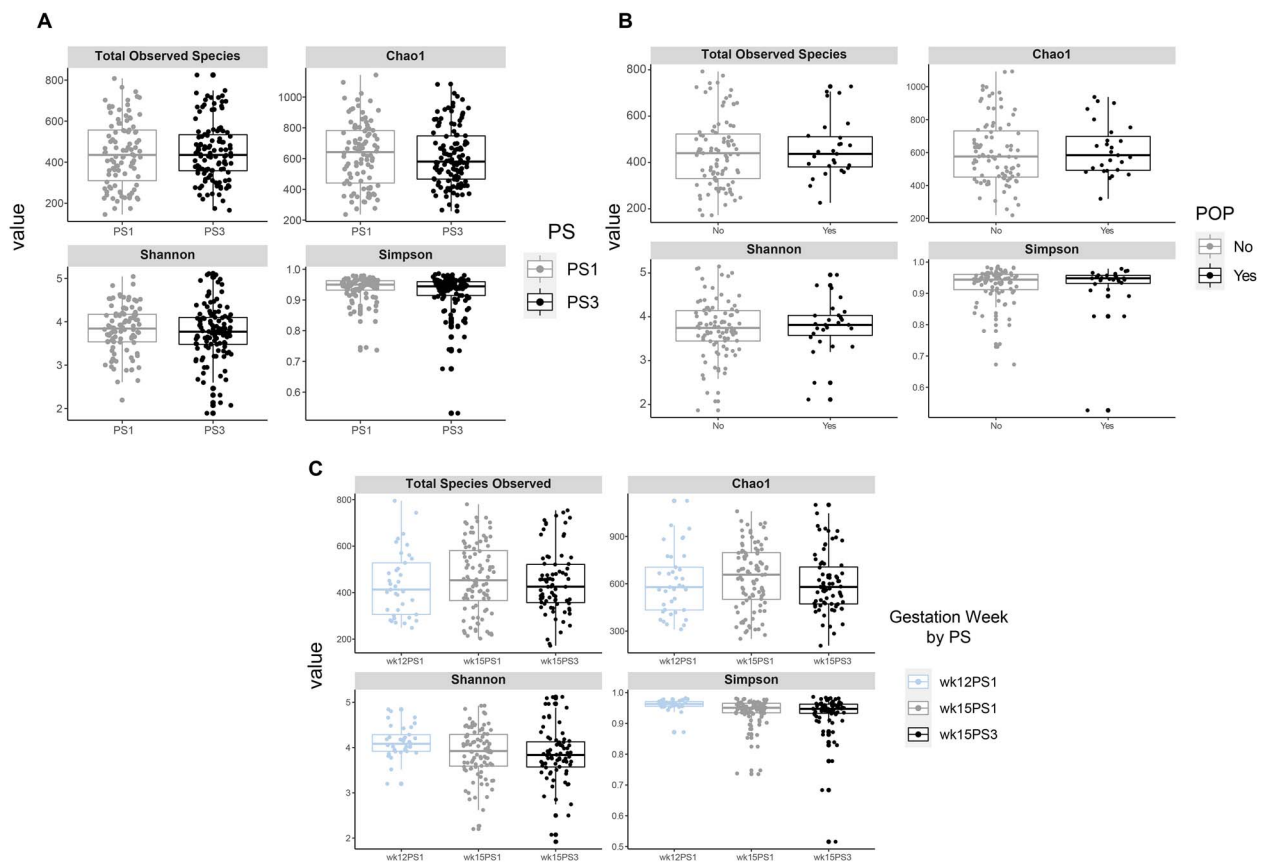 A
Total Observed Species
Chao1
800
600
400
200
1000
800
600
400
200
PS1
PS3
PS1
PS3
value
Shannon
Simpson
5
4
3
2
1.0
0.9
0.8
0.7
0.6
PS1
PS3
PS1
PS3
PS
PS1
PS3
B
Total Observed Species
Chao1
800
600
400
200
1000
800
600
400
200
No
Yes
No
Yes
value
Shannon
Simpson
5
4
3
2
1.0
0.9
0.8
0.7
0.6
No
Yes
No
Yes
POP
No
Yes
C
Total Species Observed
Chao1
800
600
400
200
900
600
300
wk12PS1
wk15PS1
wk15PS3
wk12PS1
wk15PS1
wk15PS3
value
Shannon
Simpson
5
4
3
2
1.0
0.9
0.8
0.7
0.6
0.5
wk12PS1
wk15PS1
wk15PS3
wk12PS1
wk15PS1
wk15PS3
Gestation Week
by PS
wk12PS1
wk15PS1
wk15PS3